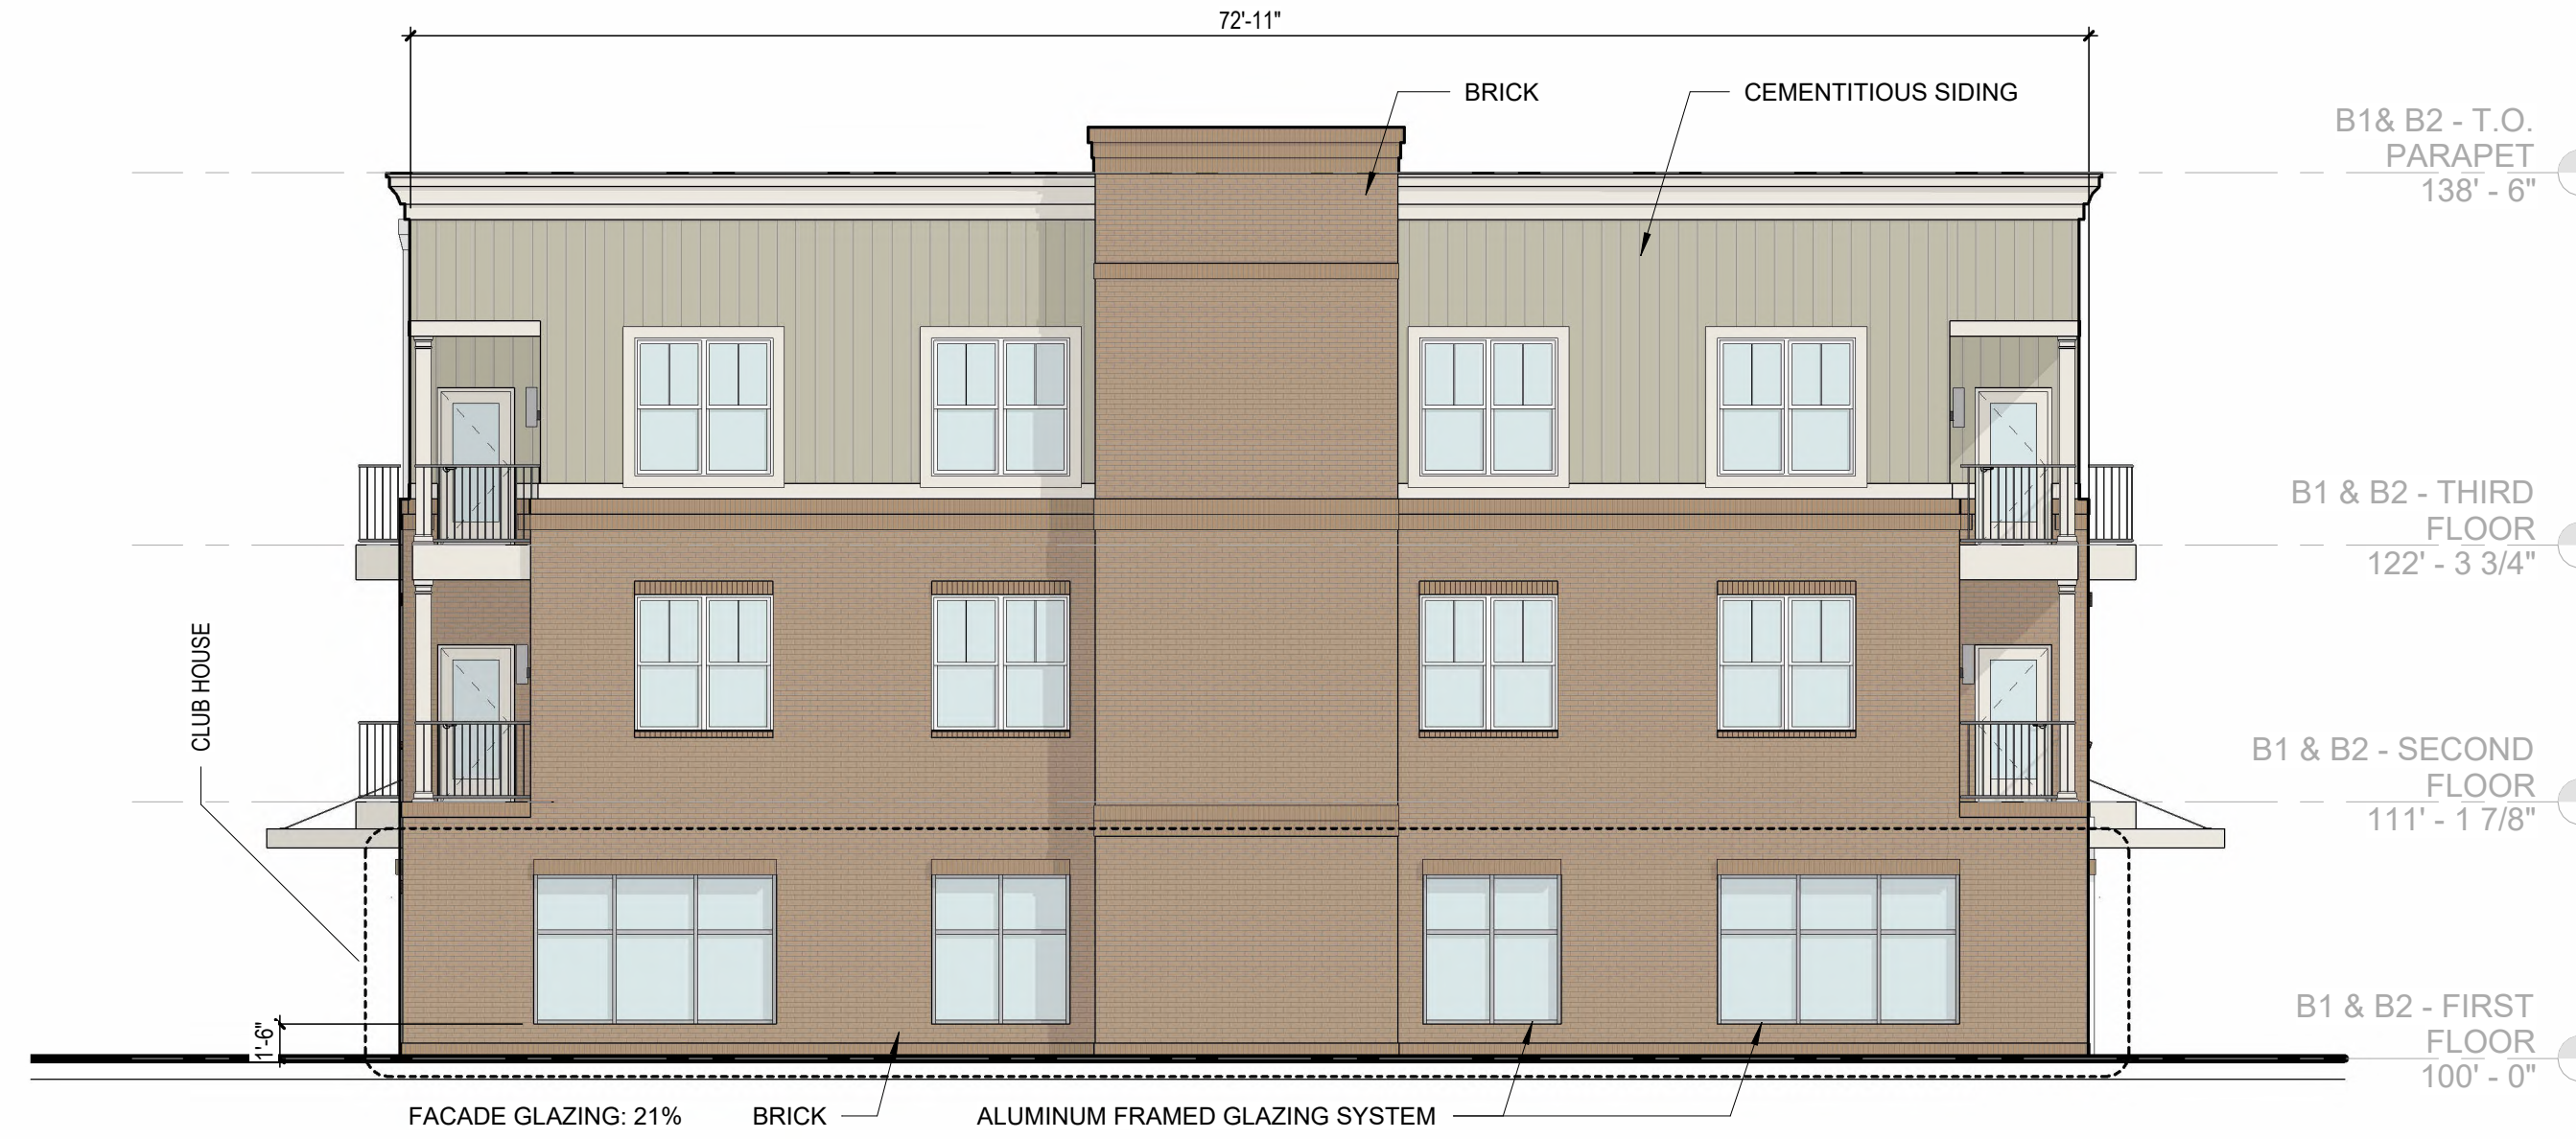 72'-11"
BRICK
CEMENTITIOUS SIDING
B1& B2 - T.O.
PARAPET
138' - 6"
B1 & B2 - THIRD
FLOOR
122' - 3 3/4"
CLUB HOUSE
B1 & B2 - SECOND
FLOOR
111' - 1 7/8"
B1 & B2 - FIRST
FLOOR
100' - 0"
1'-6"
FACADE GLAZING: 21%
BRICK
ALUMINUM FRAMED GLAZING SYSTEM